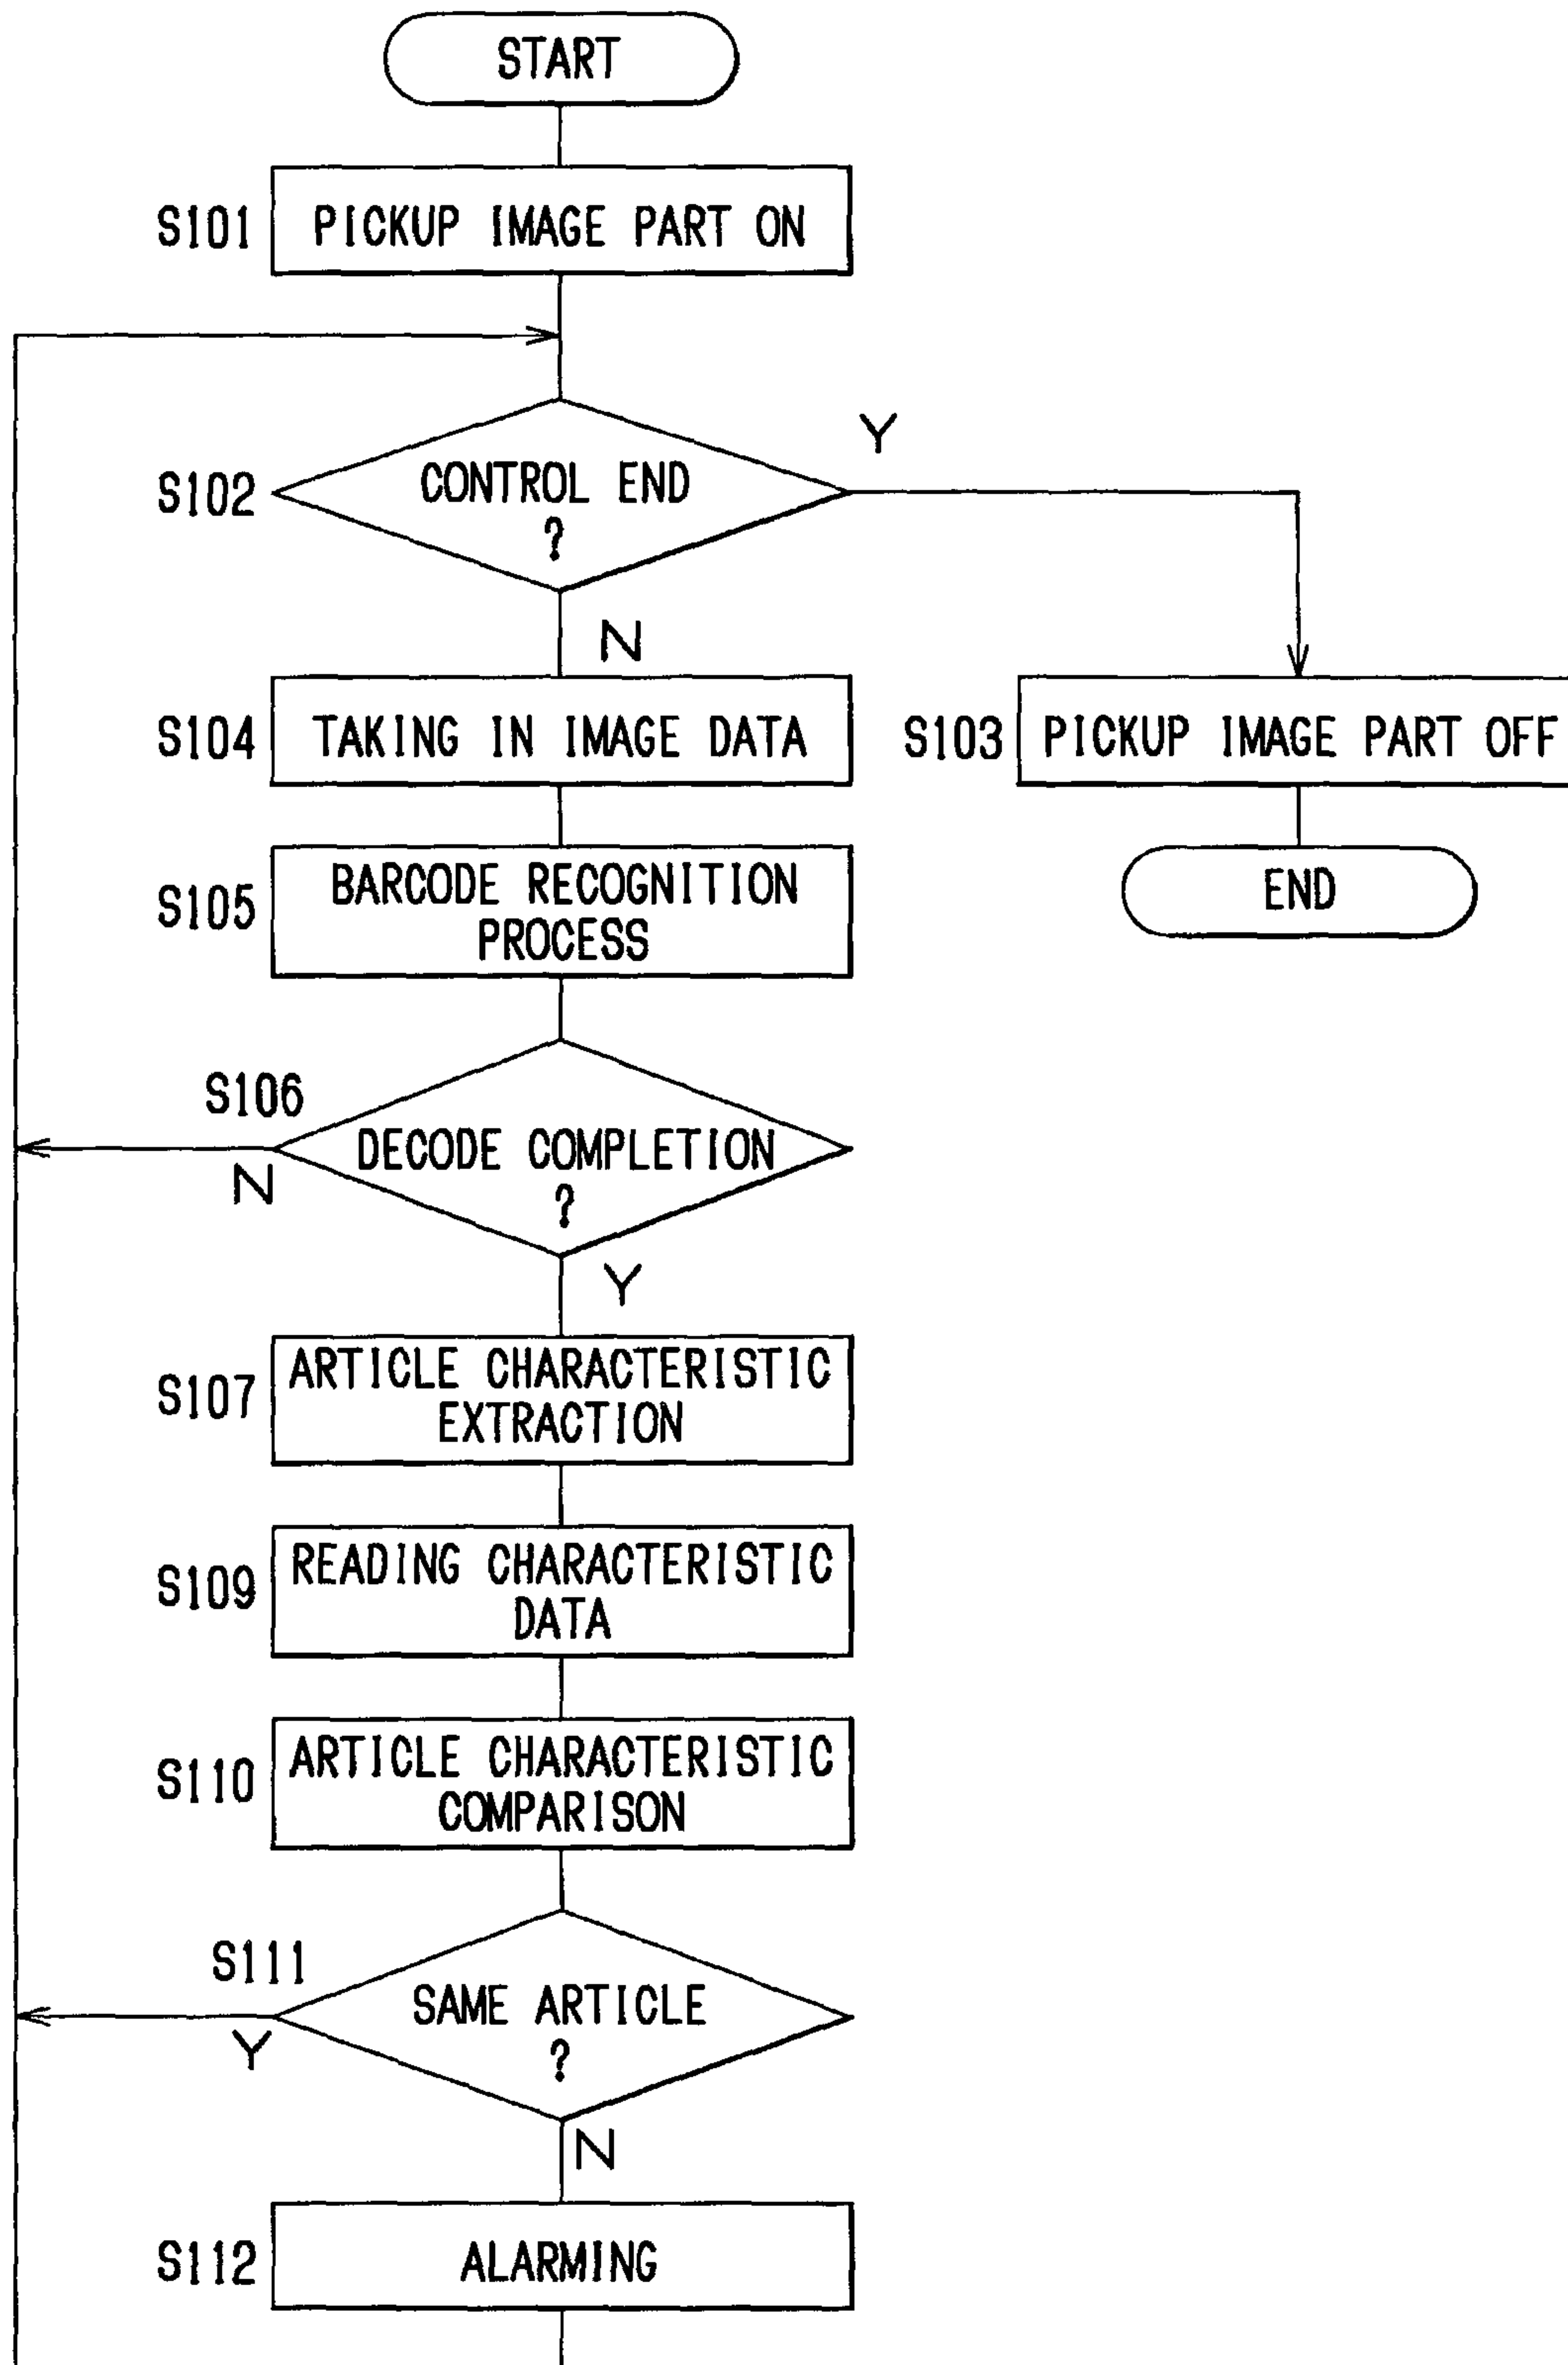 START
S101 PICKUP IMAGE PART ON
Y
S102 CONTROL END
?
N
S104 TAKING IN IMAGE DATA
S103 PICKUP IMAGE PART OFF
S105 BARCODE RECOGNITION
PROCESS
END
S106
DECODE COMPLETION
?
N
Y
S107 ARTICLE CHARACTERISTIC
EXTRACTION
S109 READING CHARACTERISTIC
DATA
S110 ARTICLE CHARACTERISTIC
COMPARISON
S111
SAME ARTICLE
?
Y
N
S112 ALARMING